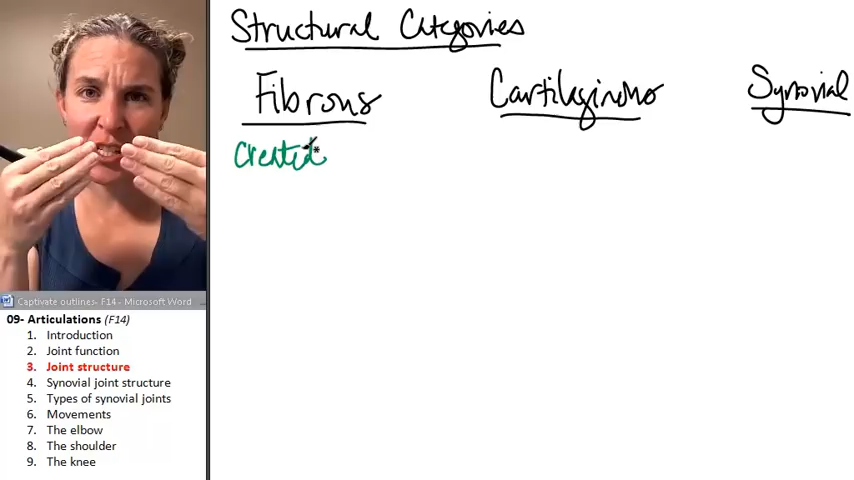 Structural Categories
Fibrous Cartilaginous Synovial
Created
Captivate outlines- F14 - Microsoft Word
09- Articulations (F14)
1. Introduction
2. Joint function
3. Joint structure
4. Synovial joint structure
5. Types of synovial joints
6. Movements
7. The elbow
8. The shoulder
9. The knee